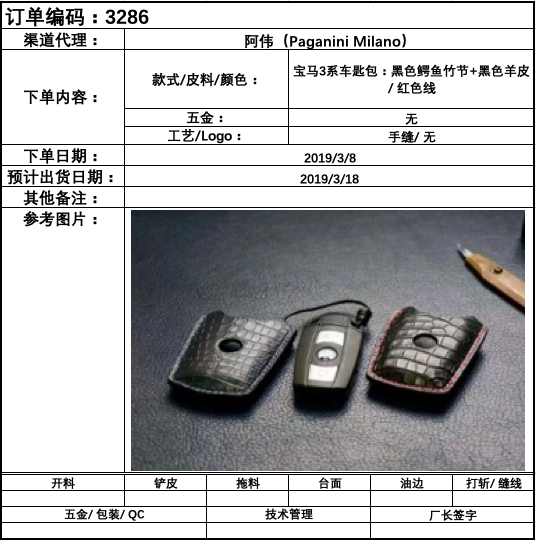 订单编码：3286
渠道代理： 阿伟（Paganini Milano）
下单内容： 款式/皮料/颜色： 宝马3系车匙包：黑色鳄鱼竹节+黑色羊皮
/ 红色线
五金： 无
工艺/Logo： 手缝/ 无
下单日期： 2019/3/8
预计出货日期： 2019/3/18
其他备注：
参考图片：
开料 铲皮 拖料 台面 油边 打斩/ 缝线
五金/ 包装/ QC 技术管理 厂长签字